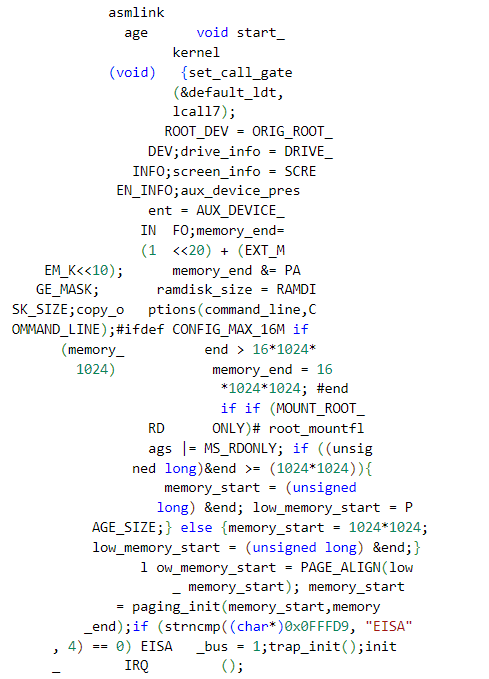 asmlink
age void start_
kernel
(void) {set_call_gate
(&default_ldt,
lcall7);
ROOT_DEV = ORIG_ROOT_
DEV;drive_info = DRIVE_
INFO;screen_info = SCRE
EN_INFO;aux_device_pres
ent = AUX_DEVICE_
IN FO;memory_end=
(1 <<20) + (EXT_M
EM_K<<10); memory_end &= PA
GE_MASK; ramdisk_size = RAMDI
SK_SIZE;copy_o ptions(command_line,C
OMMAND_LINE);#ifdef CONFIG_MAX_16M if
(memory_ end > 16*1024*
1024) memory_end = 16
*1024*1024; #end
if if (MOUNT_ROOT_
RD ONLY)# root_mountfl
ags |= MS_RDONLY; if ((unsig
ned long)&end >= (1024*1024)){
memory_start = (unsigned
long) &end; low_memory_start = P
AGE_SIZE;} else {memory_start = 1024*1024;
low_memory_start = (unsigned long) &end;}
l ow_memory_start = PAGE_ALIGN(low
_ memory_start); memory_start
= paging_init(memory_start,memory
_end);if (strncmp((char*)0x0FFFD9, "EISA"
, 4) == 0) EISA _bus = 1;trap_init();init
_ IRQ ();